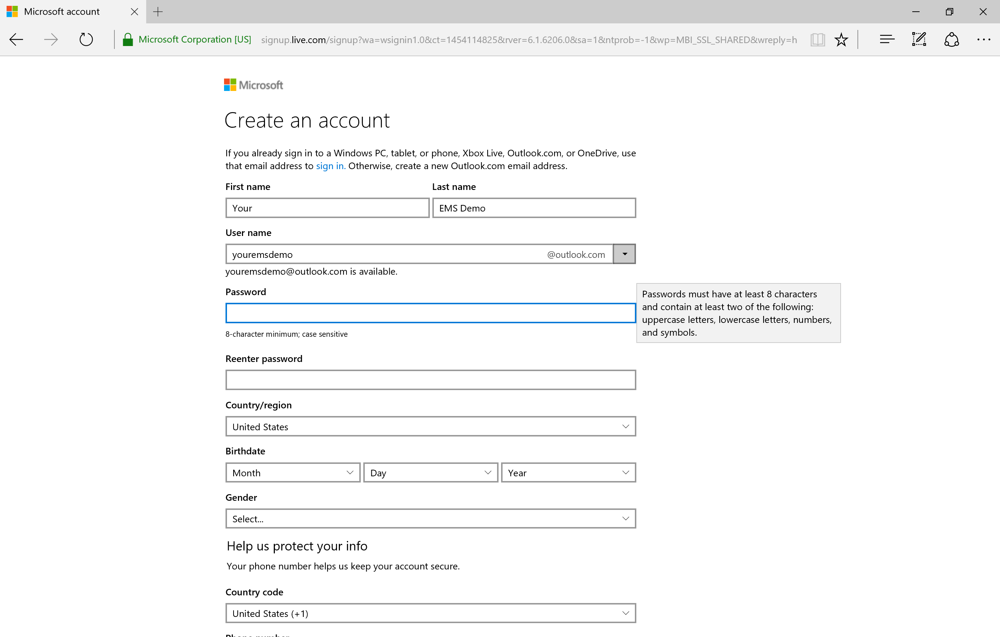 Microsoft account
Microsoft Corporation [US] signup.live.com/signup?wa=wsignin1.0&ct=1454114825&rver=6.1.6206.0&sa=1&ntprob=-1&wp=MBI_SSL_SHARED&wreply=h
Microsoft
Create an account
If you already sign in to a Windows PC, tablet, or phone, Xbox Live, Outlook.com, or OneDrive, use
that email address to sign in. Otherwise, create a new Outlook.com email address.
First name Last name
Your EMS Demo
User name
youremsdemo @outlook.com
youremsdemo@outlook.com is available.
Password
Passwords must have at least 8 characters
and contain at least two of the following:
uppercase letters, lowercase letters, numbers,
and symbols.
8-character minimum; case sensitive
Reenter password
Country/region
United States
Birthdate
Month Day Year
Gender
Select...
Help us protect your info
Your phone number helps us keep your account secure.
Country code
United States (+1)
Phone number